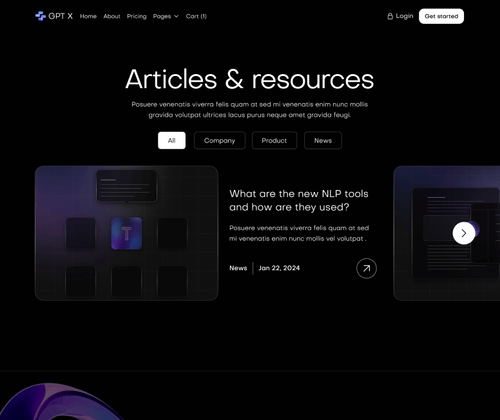 GPT X
Home
About
Pricing
Pages
Cart (1)
Login
Get started
Articles & resources
Posuere venenatis viverra felis quam at sed mi venenatis enim nunc mollis
gravida volutpat ultrices lacus purus neque amet gravida feugi.
All
Company
Product
News
T
What are the new NLP tools
and how are they used?
Posuere venenatis viverra felis quam at sed
mi venenatis enim nunc mollis vel volutpat .
News
Jan 22, 2024